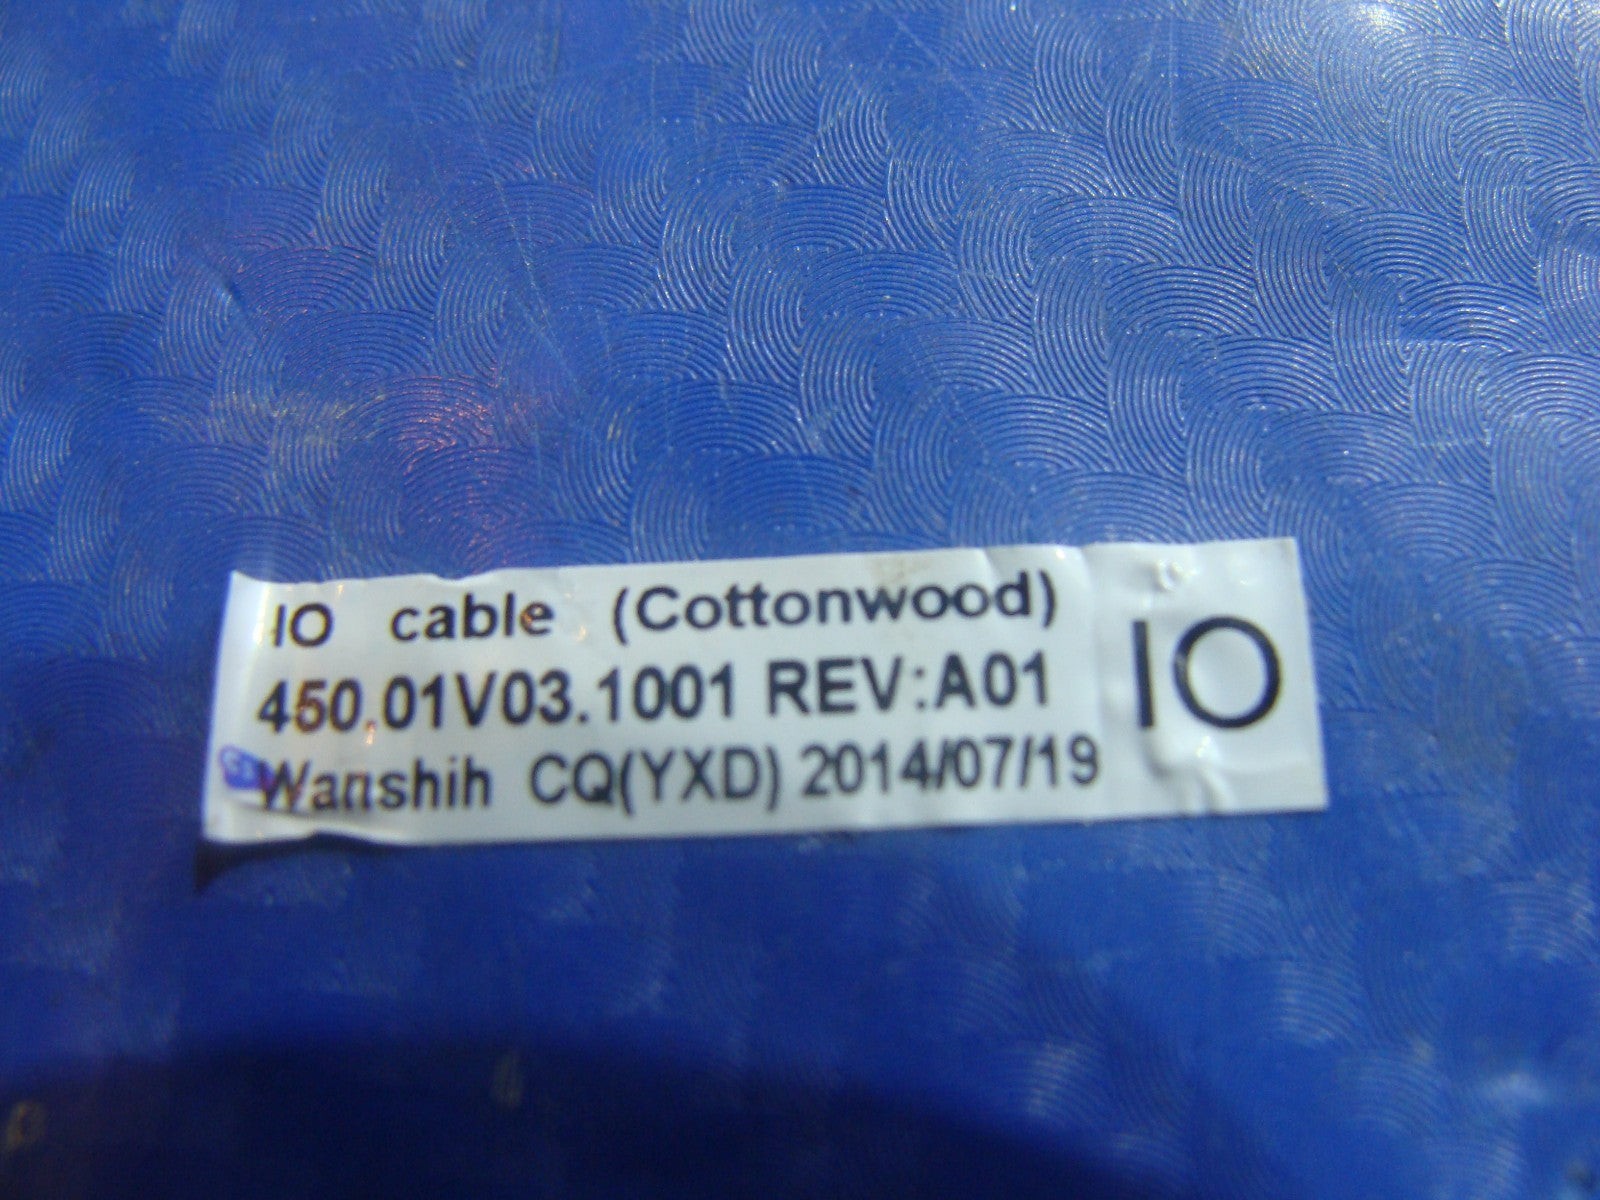 IO cable (Cottonwood)
450.01V03.1001 REV:A01
Wanshih CQ(YXD) 2014/07/19
IO